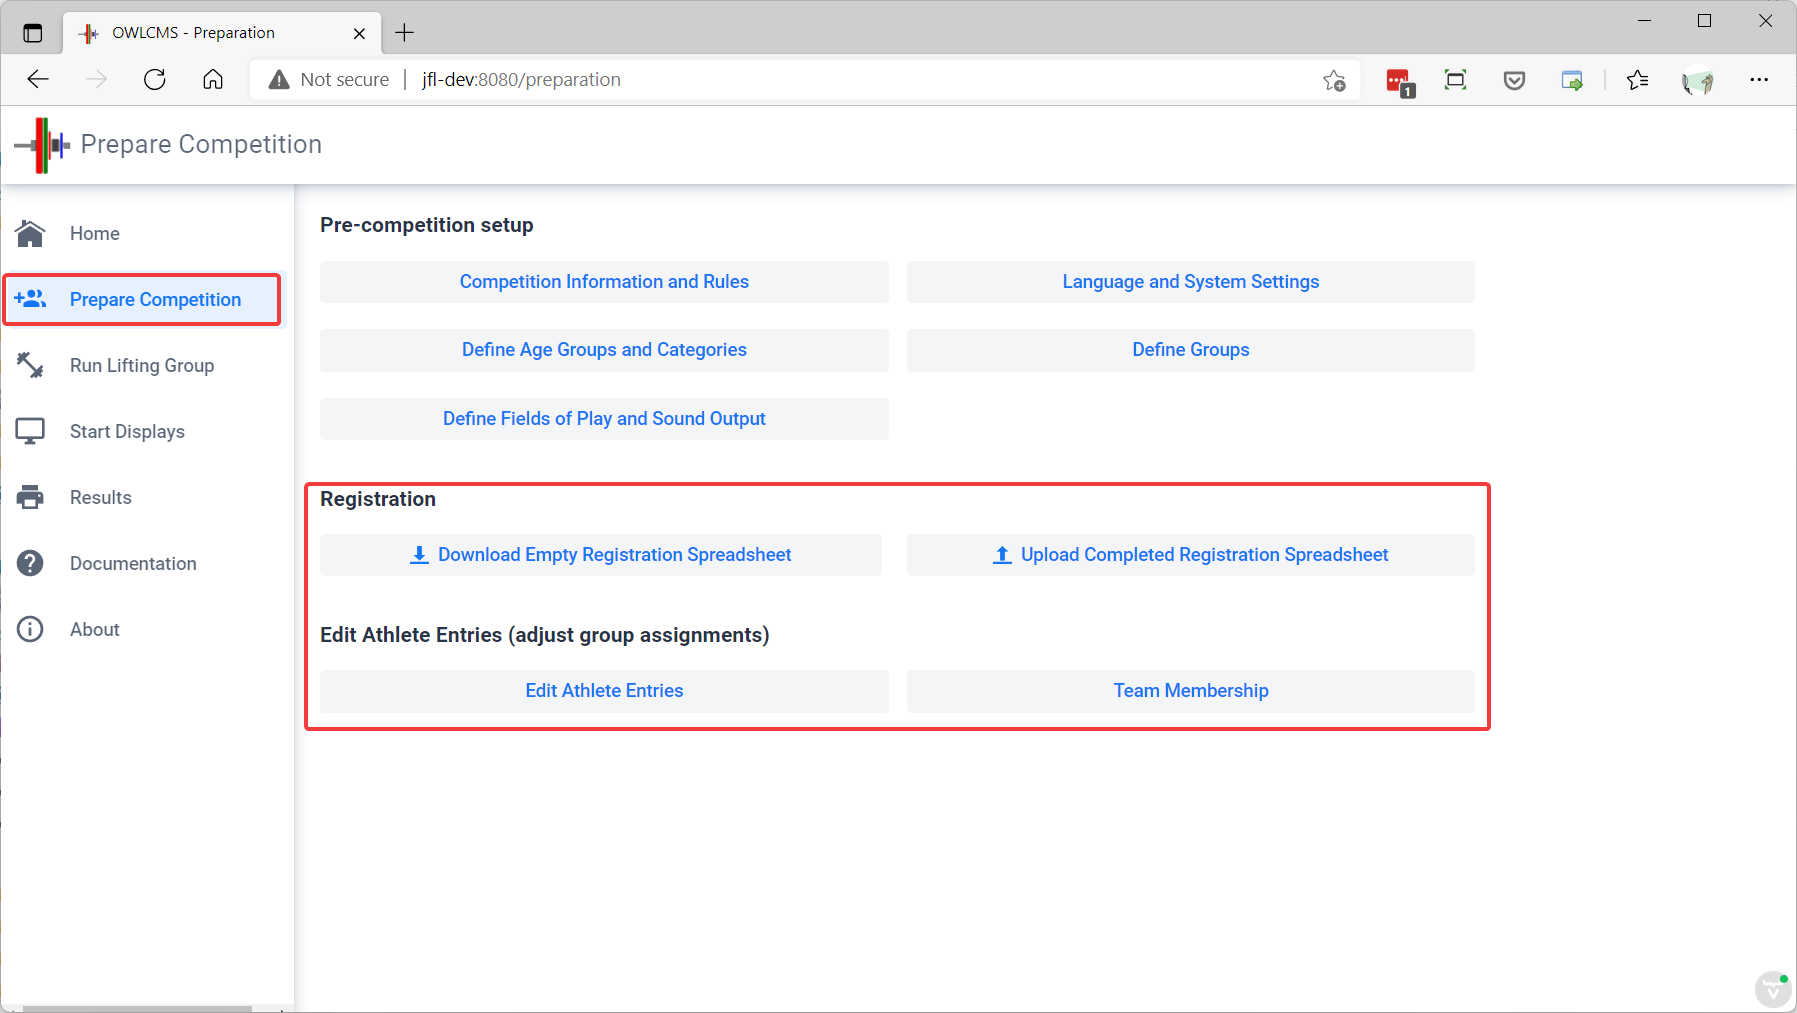 OWLCMS - Preparation
Not secure
jfl-dev:8080/preparation
1
Prepare Competition
Home
Prepare Competition
Run Lifting Group
Start Displays
Results
Documentation
About
Pre-competition setup
Competition Information and Rules
Language and System Settings
Define Age Groups and Categories
Define Groups
Define Fields of Play and Sound Output
Registration
Download Empty Registration Spreadsheet
Upload Completed Registration Spreadsheet
Edit Athlete Entries (adjust group assignments)
Edit Athlete Entries
Team Membership